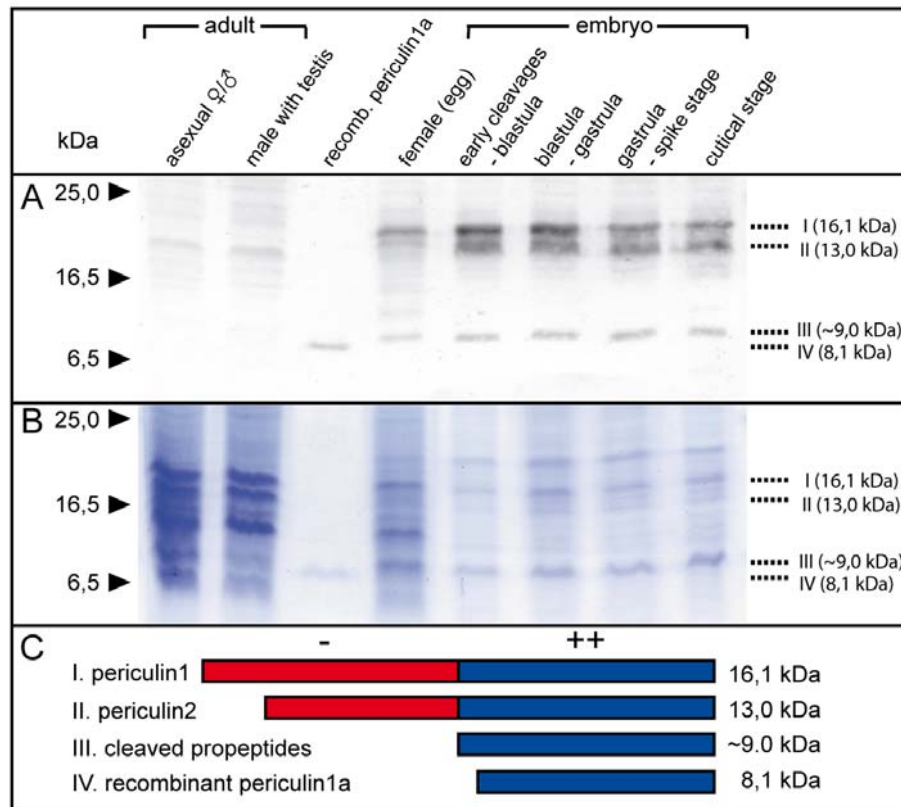 adult
embryo
kDa
asexual ♀/♂
male with testis
recomb. periculin1a
female (egg)
early cleavages
- blastula
blastula
- gastrula
gastrula
- spike stage
cutical stage
A
25,0
16,5
6,5
I (16,1 kDa)
II (13,0 kDa)
III (~9,0 kDa)
IV (8,1 kDa)
B
25,0
16,5
6,5
I (16,1 kDa)
II (13,0 kDa)
III (~9,0 kDa)
IV (8,1 kDa)
C
- ++
I. periculin1 16,1 kDa
II. periculin2 13,0 kDa
III. cleaved propeptides ~9.0 kDa
IV. recombinant periculin1a 8,1 kDa